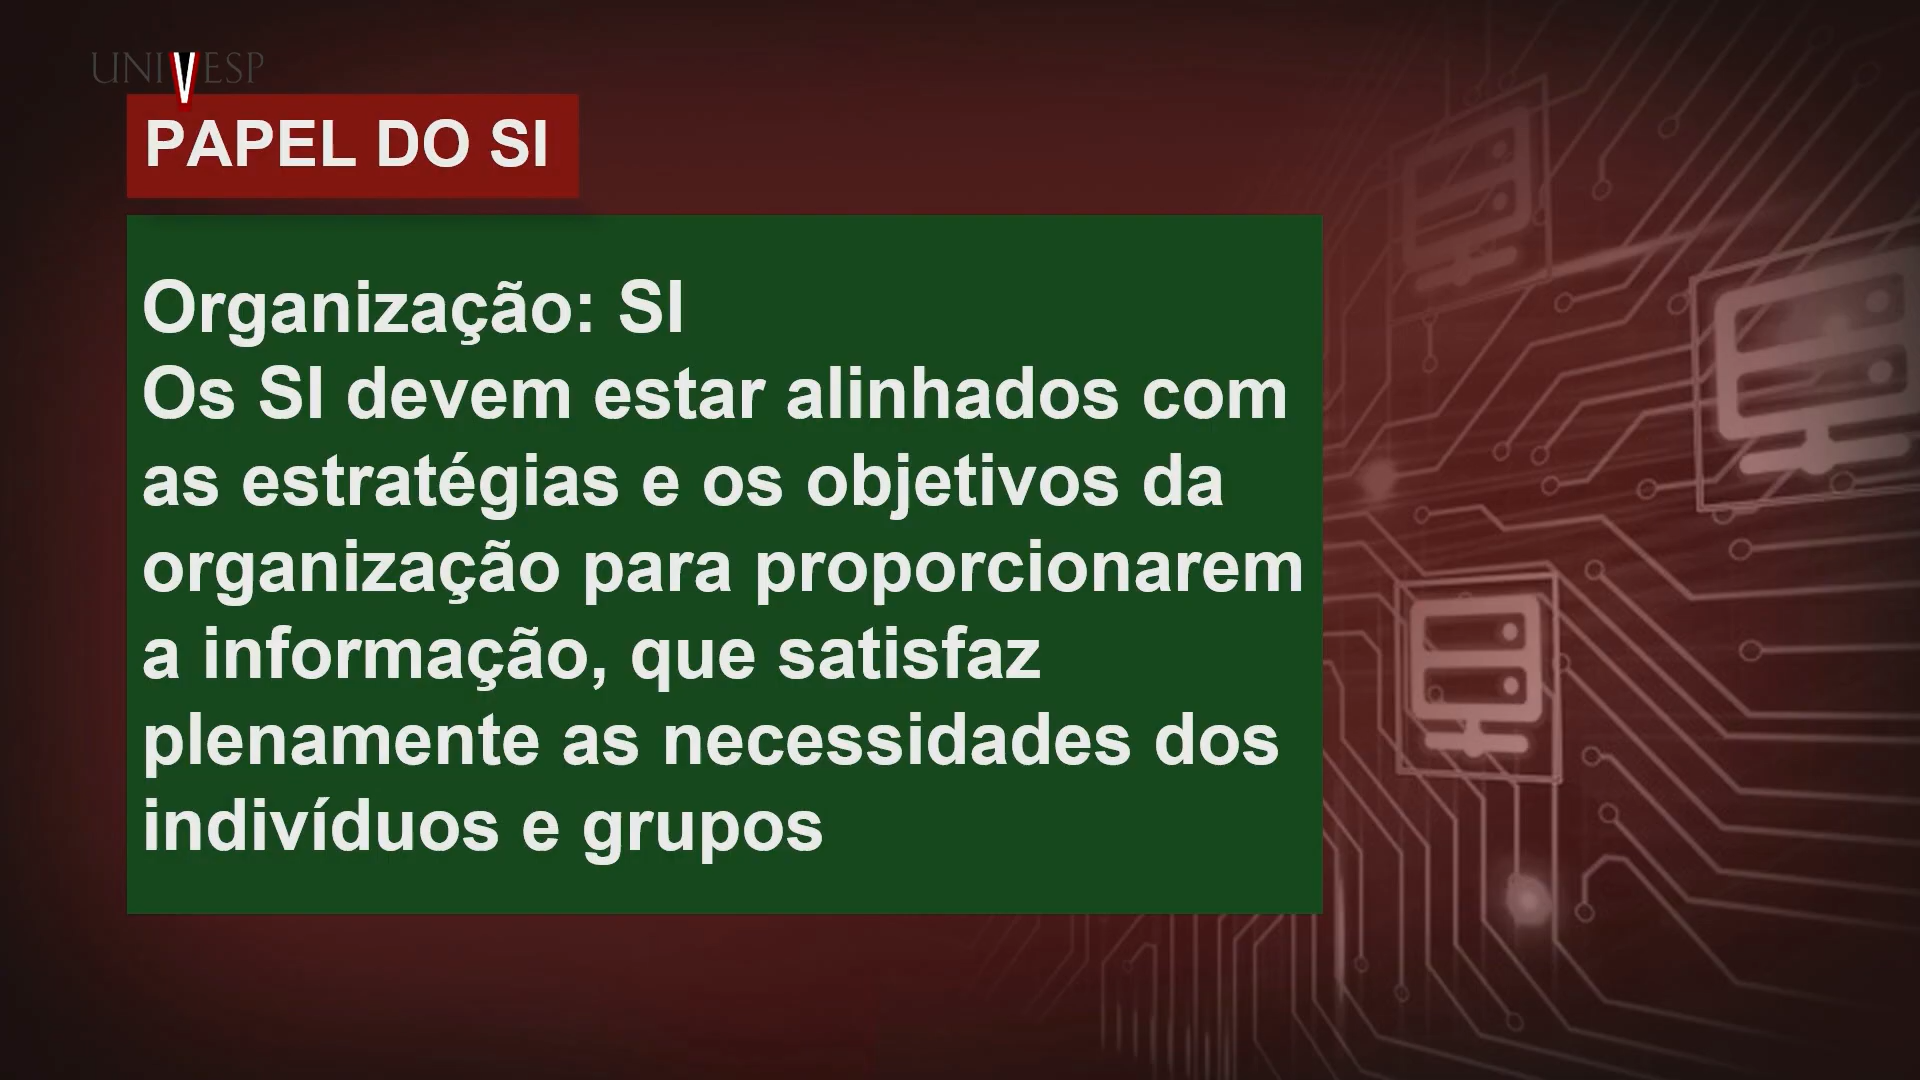 UNIVESP
PAPEL DO SI
Organização: SI
Os SI devem estar alinhados com
as estratégias e os objetivos da
organização para proporcionarem
a informação, que satisfaz
plenamente as necessidades dos
indivíduos e grupos